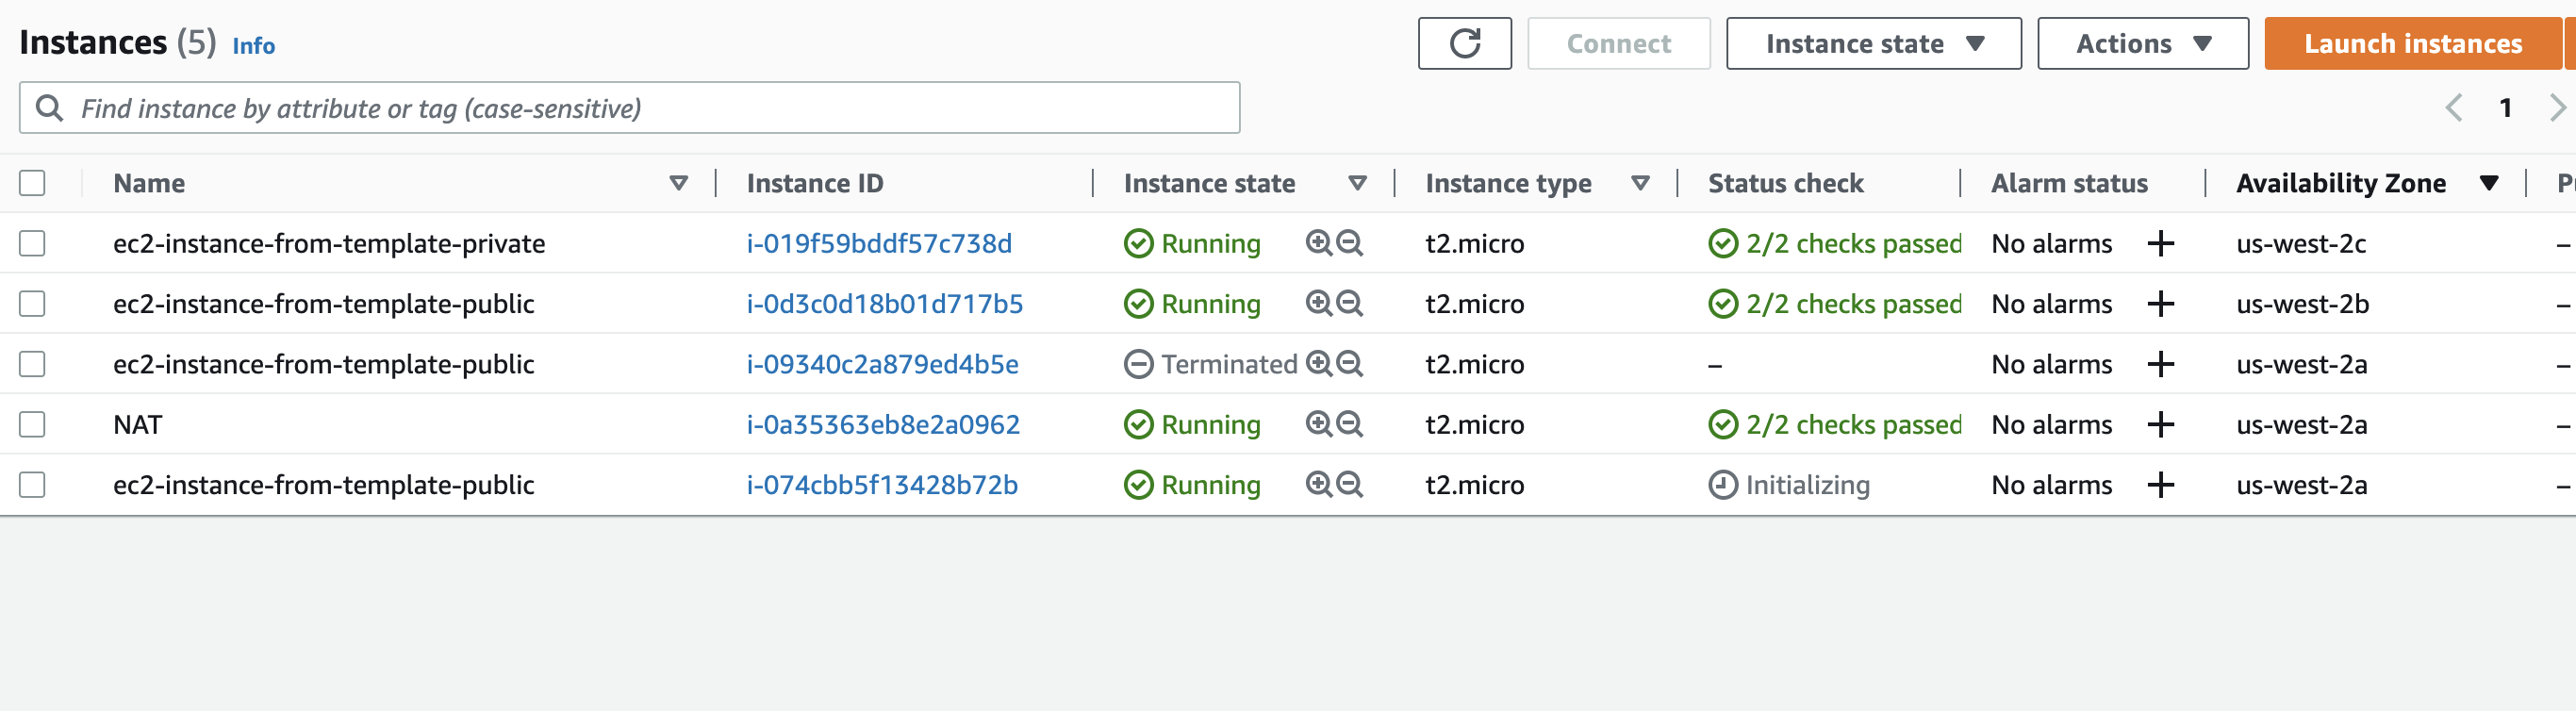 Instances (5) Info
Connect Instance state Actions Launch instances
Find instance by attribute or tag (case-sensitive)
1
Name Instance ID Instance state Instance type Status check Alarm status Availability Zone
ec2-instance-from-template-private i-019f59bddf57c738d Running t2.micro 2/2 checks passed No alarms + us-west-2c –
ec2-instance-from-template-public i-0d3c0d18b01d717b5 Running t2.micro 2/2 checks passed No alarms + us-west-2b –
ec2-instance-from-template-public i-09340c2a879ed4b5e Terminated t2.micro – No alarms + us-west-2a –
NAT i-0a35363eb8e2a0962 Running t2.micro 2/2 checks passed No alarms + us-west-2a –
ec2-instance-from-template-public i-074cbb5f13428b72b Running t2.micro Initializing No alarms + us-west-2a –